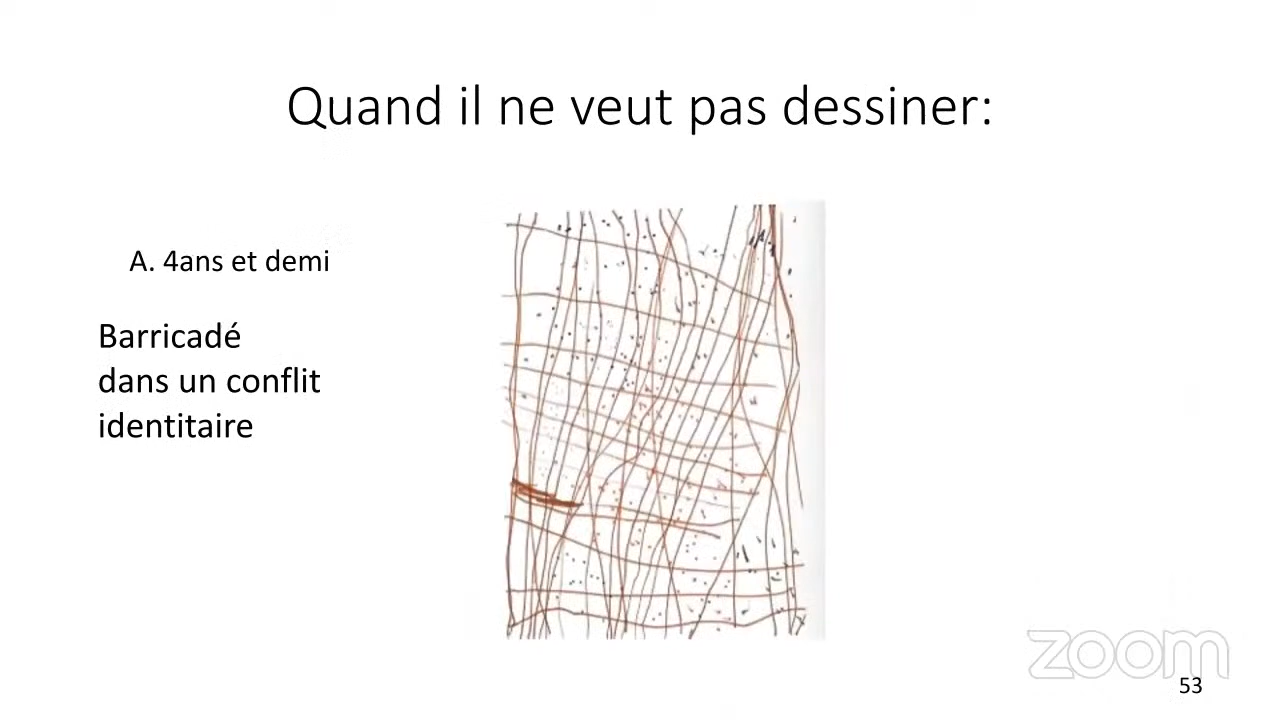 Quand il ne veut pas dessiner:
A. 4ans et demi
Barricadé
dans un conflit
identitaire
zoom
53